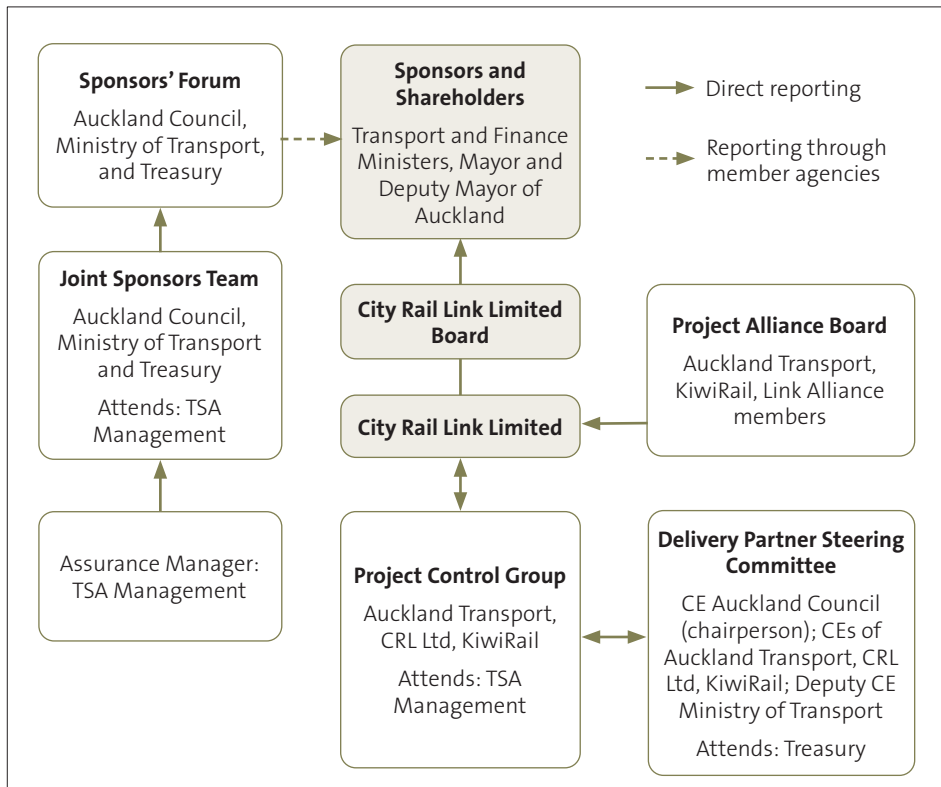 Sponsors’ Forum
Auckland Council,
Ministry of Transport,
and Treasury
Sponsors and
Shareholders
Transport and Finance
Ministers, Mayor and
Deputy Mayor of
Auckland
Direct reporting
Reporting through
member agencies
Joint Sponsors Team
Auckland Council,
Ministry of Transport
and Treasury
Attends: TSA
Management
City Rail Link Limited
Board
City Rail Link Limited
Project Alliance Board
Auckland Transport,
KiwiRail, Link Alliance
members
Assurance Manager:
TSA Management
Project Control Group
Auckland Transport,
CRL Ltd, KiwiRail
Attends: TSA
Management
Delivery Partner Steering
Committee
CE Auckland Council
(chairperson); CEs of
Auckland Transport, CRL
Ltd, KiwiRail; Deputy CE
Ministry of Transport
Attends: Treasury